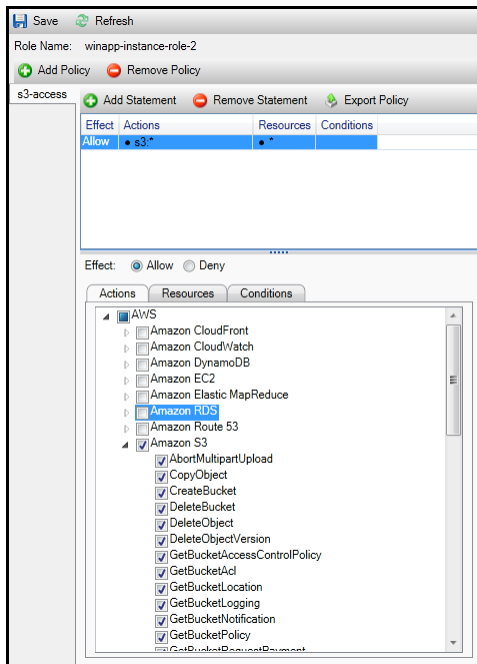 Save Refresh
Role Name: winapp-instance-role-2
Add Policy Remove Policy
s3-access
Add Statement Remove Statement Export Policy
Effect Actions Resources Conditions
Allow • s3:* • *
Effect: Allow Deny
Actions Resources Conditions
AWS
Amazon CloudFront
Amazon CloudWatch
Amazon DynamoDB
Amazon EC2
Amazon Elastic MapReduce
Amazon RDS
Amazon Route 53
Amazon S3
AbortMultipartUpload
CopyObject
CreateBucket
DeleteBucket
DeleteObject
DeleteObjectVersion
GetBucketAccessControlPolicy
GetBucketAcl
GetBucketLocation
GetBucketLogging
GetBucketNotification
GetBucketPolicy
GetBucketRequestPayment